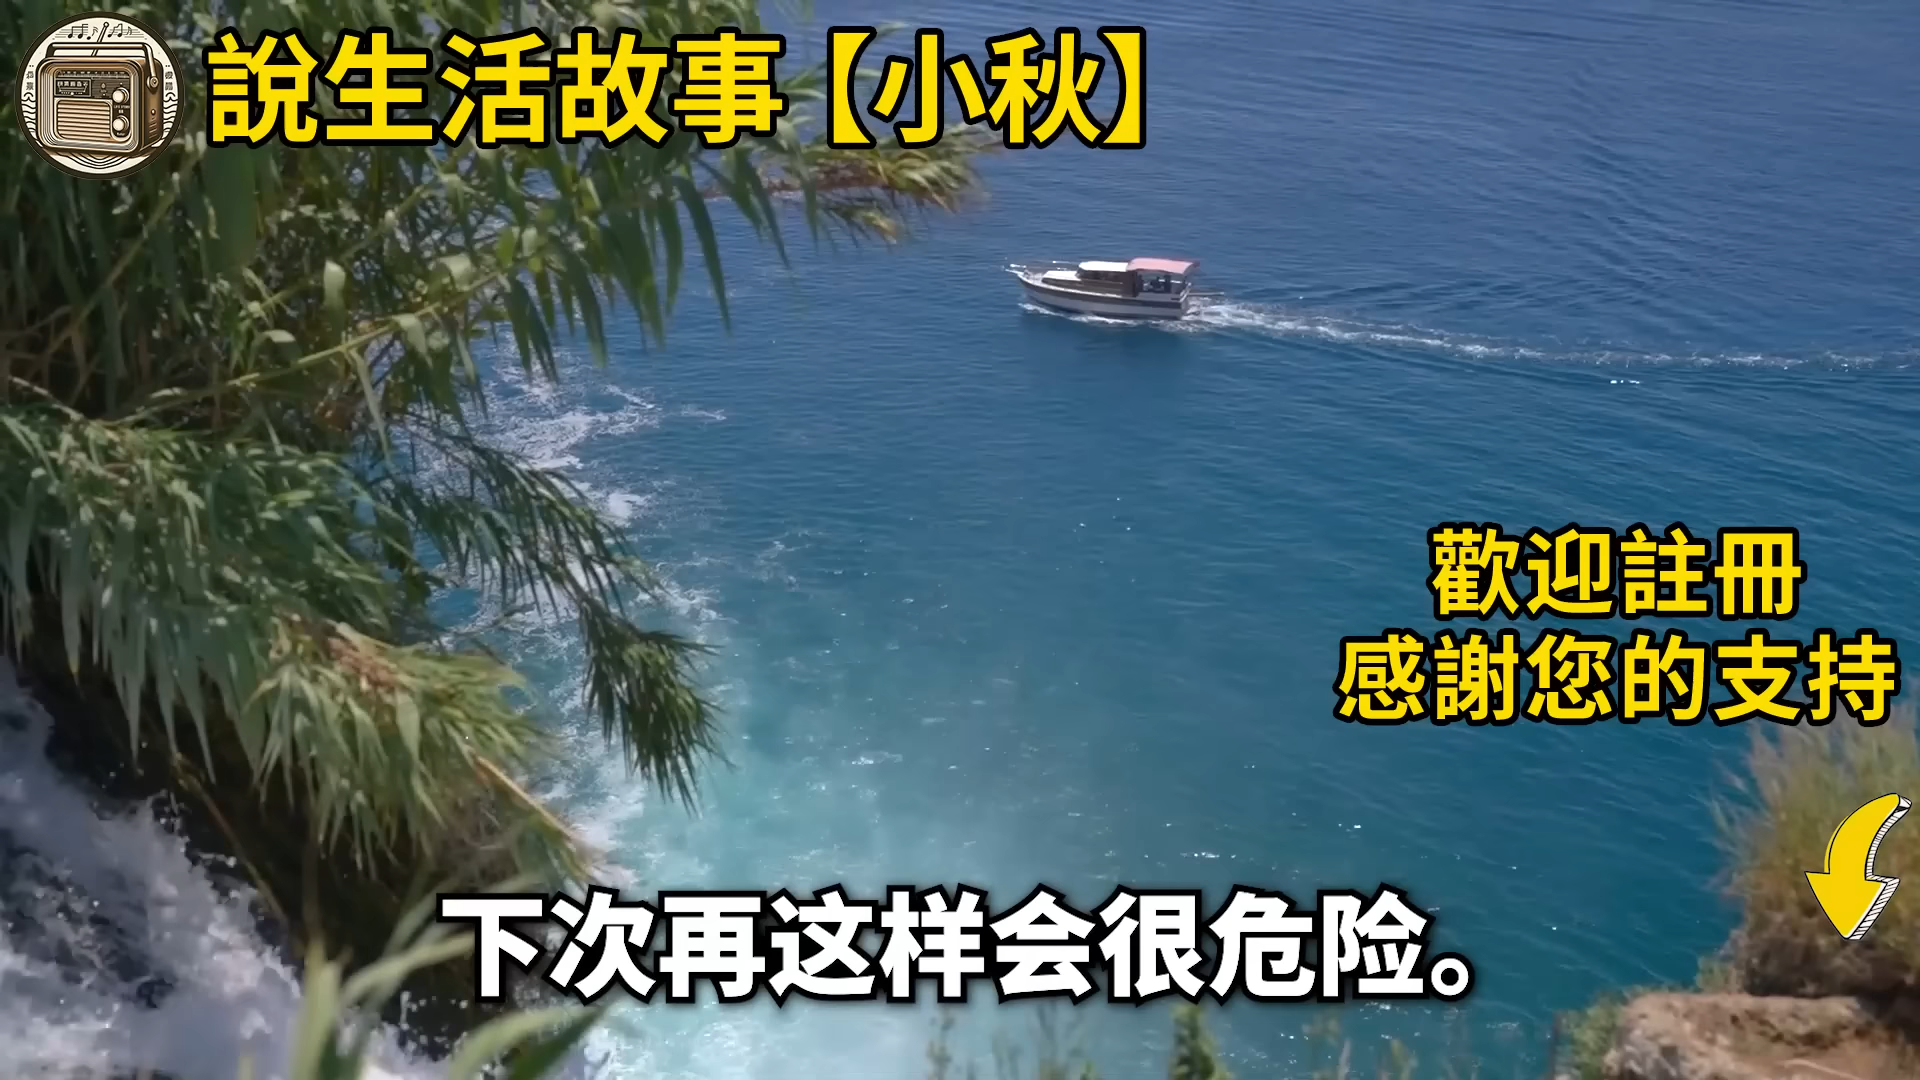 說生活故事【小秋】
歡迎註冊
感謝您的支持
下次再这样会很危险。